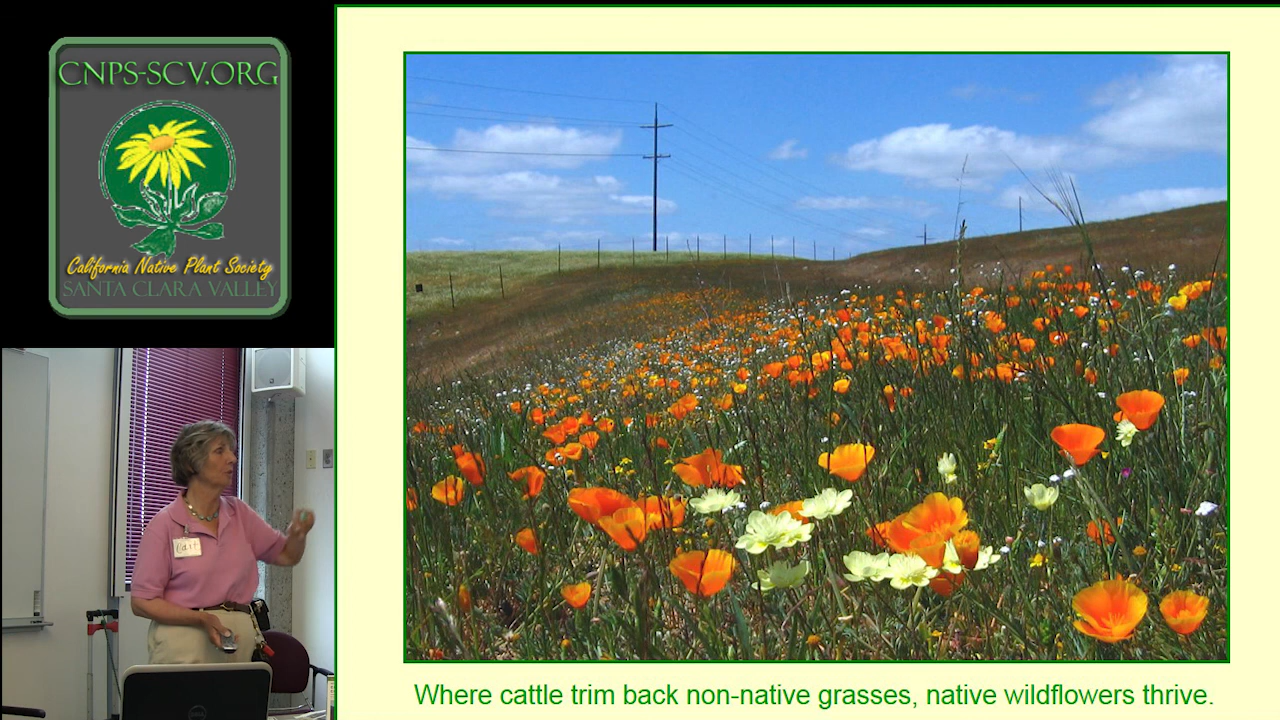 CNPS-SCV.ORG
California Native Plant Society
SANTA CLARA VALLEY
DELL
Where cattle trim back non-native grasses, native wildflowers thrive.